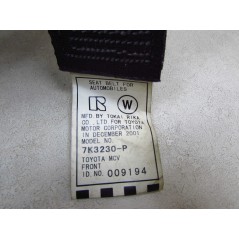 SEAT BELT FOR
AUTOMOBILES
R W
MFD. BY TOKAI RIKA
CO. LTD. FOR TOYOTA
MOTOR CORPORATION
IN DECEMBER 2001
MODEL NO.
7K3230-P
TOYOTA MCV
FRONT
ID.NO. 009194